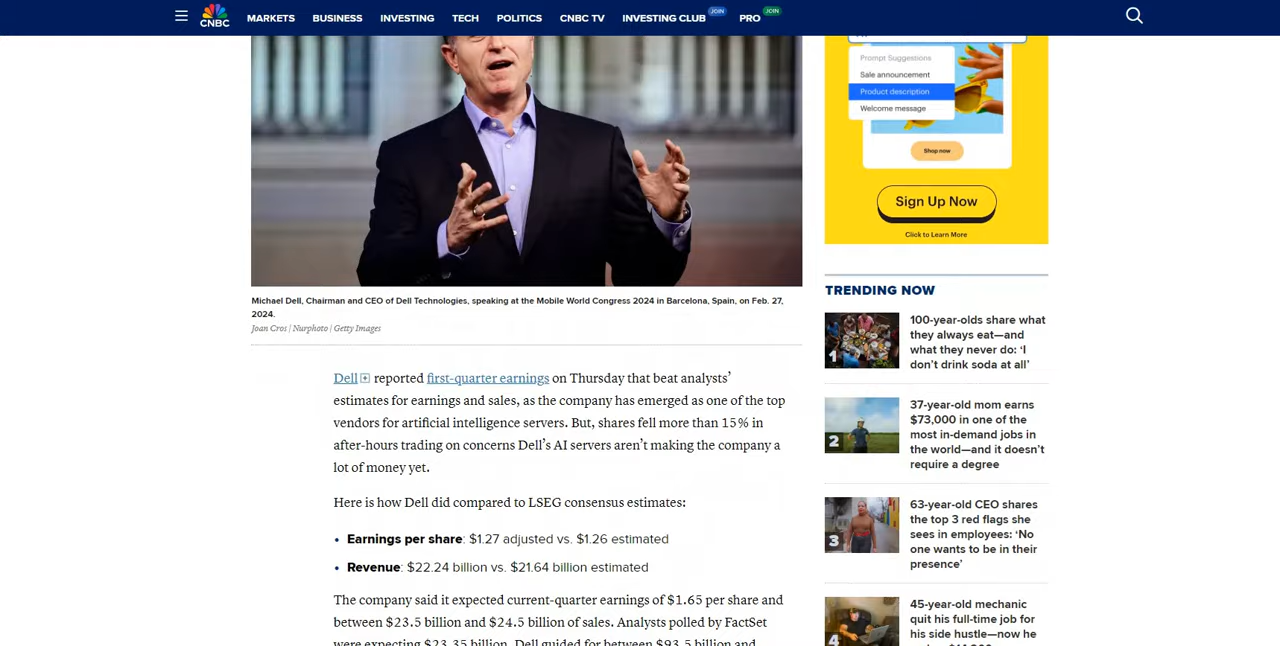 CNBC
MARKETS
BUSINESS
INVESTING
TECH
POLITICS
CNBC TV
INVESTING CLUB JOIN
PRO JOIN
Michael Dell, Chairman and CEO of Dell Technologies, speaking at the Mobile World Congress 2024 in Barcelona, Spain, on Feb. 27,
2024.
Joan Cros | Nurphoto | Getty Images
Dell + reported first-quarter earnings on Thursday that beat analysts’
estimates for earnings and sales, as the company has emerged as one of the top
vendors for artificial intelligence servers. But, shares fell more than 15% in
after-hours trading on concerns Dell’s AI servers aren’t making the company a
lot of money yet.
Here is how Dell did compared to LSEG consensus estimates:
• Earnings per share: $1.27 adjusted vs. $1.26 estimated
• Revenue: $22.24 billion vs. $21.64 billion estimated
The company said it expected current-quarter earnings of $1.65 per share and
between $23.5 billion and $24.5 billion of sales. Analysts polled by FactSet
were expecting $23.35 billion. Dell guided for between $93.5 billion and
Prompt Suggestions
Sale announcement
Product description
Welcome message
Shop now
Sign Up Now
Click to Learn More
TRENDING NOW
1
100-year-olds share what
they always eat—and
what they never do: ‘I
don’t drink soda at all’
2
37-year-old mom earns
$73,000 in one of the
most in-demand jobs in
the world—and it doesn’t
require a degree
3
63-year-old CEO shares
the top 3 red flags she
sees in employees: ‘No
one wants to be in their
presence’
4
45-year-old mechanic
quit his full-time job for
his side hustle—now he